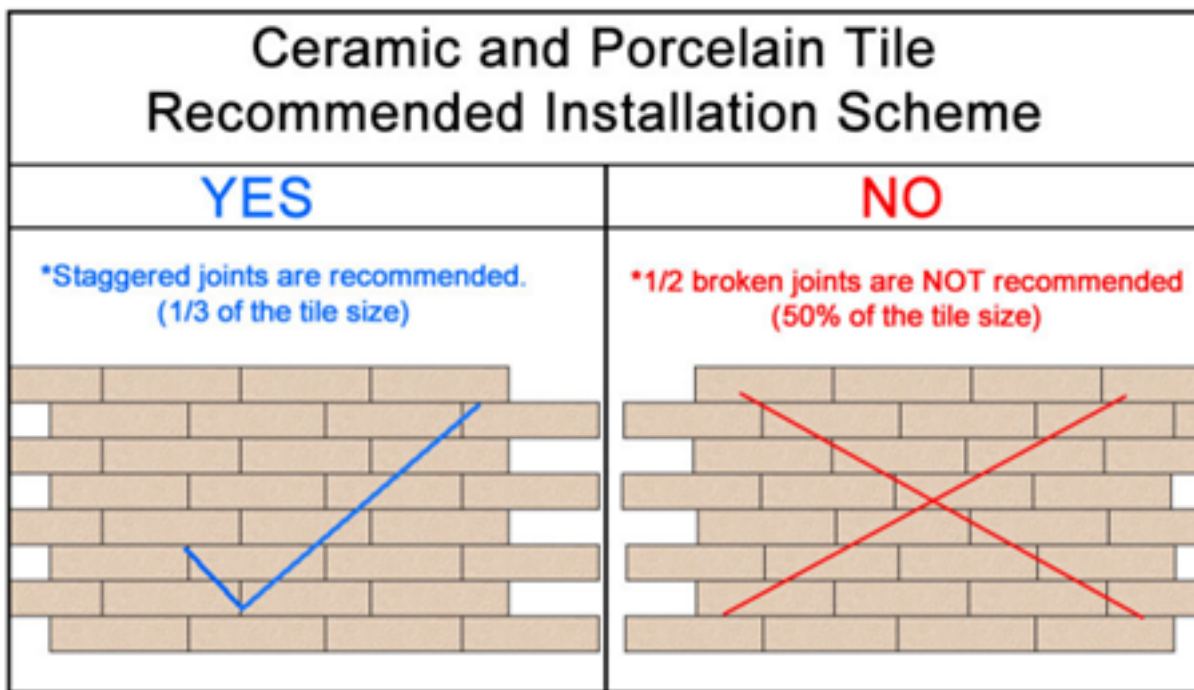 Ceramic and Porcelain Tile
Recommended Installation Scheme
YES
*Staggered joints are recommended.
(1/3 of the tile size)
NO
*1/2 broken joints are NOT recommended
(50% of the tile size)